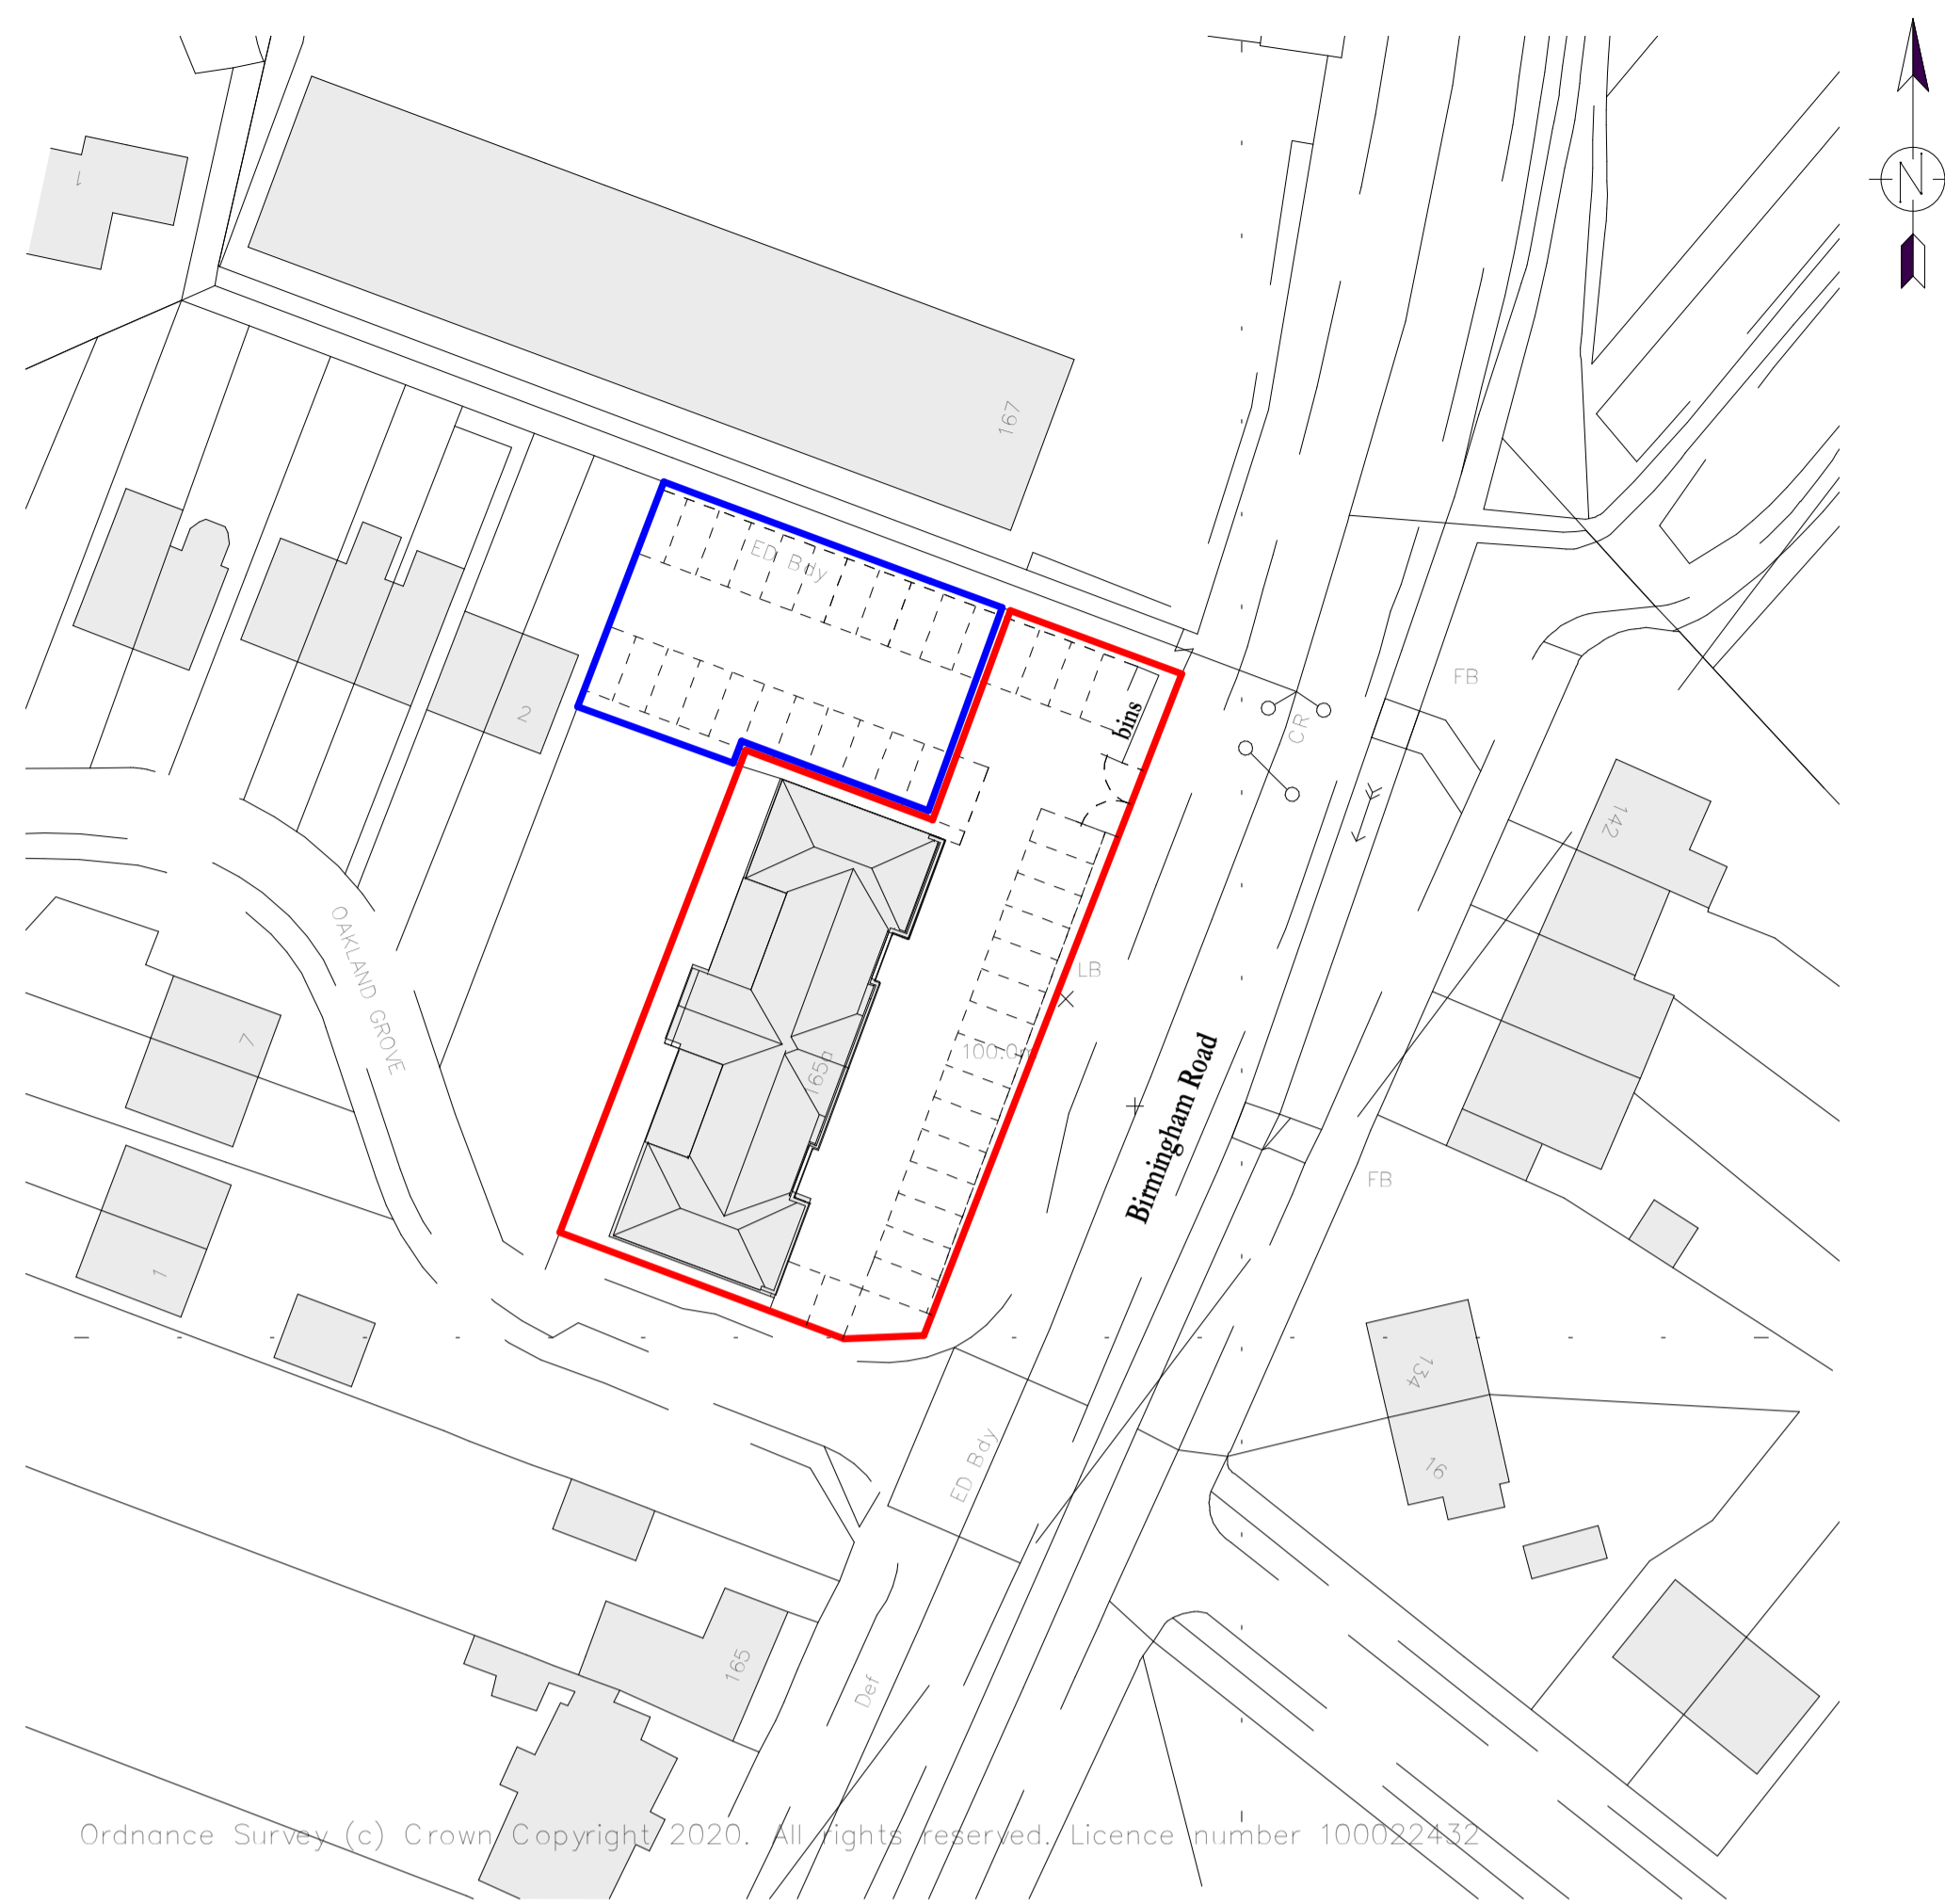 N
1
167
ED Bdy
FB
2
bins
CR
142
OAKLAND GROVE
LB
7
100.0m
165a
Birmingham Road
FB
1
134
16
ED Bdy
165
Def
Ordnance Survey (c) Crown Copyright 2020. All rights reserved. Licence number 100022432